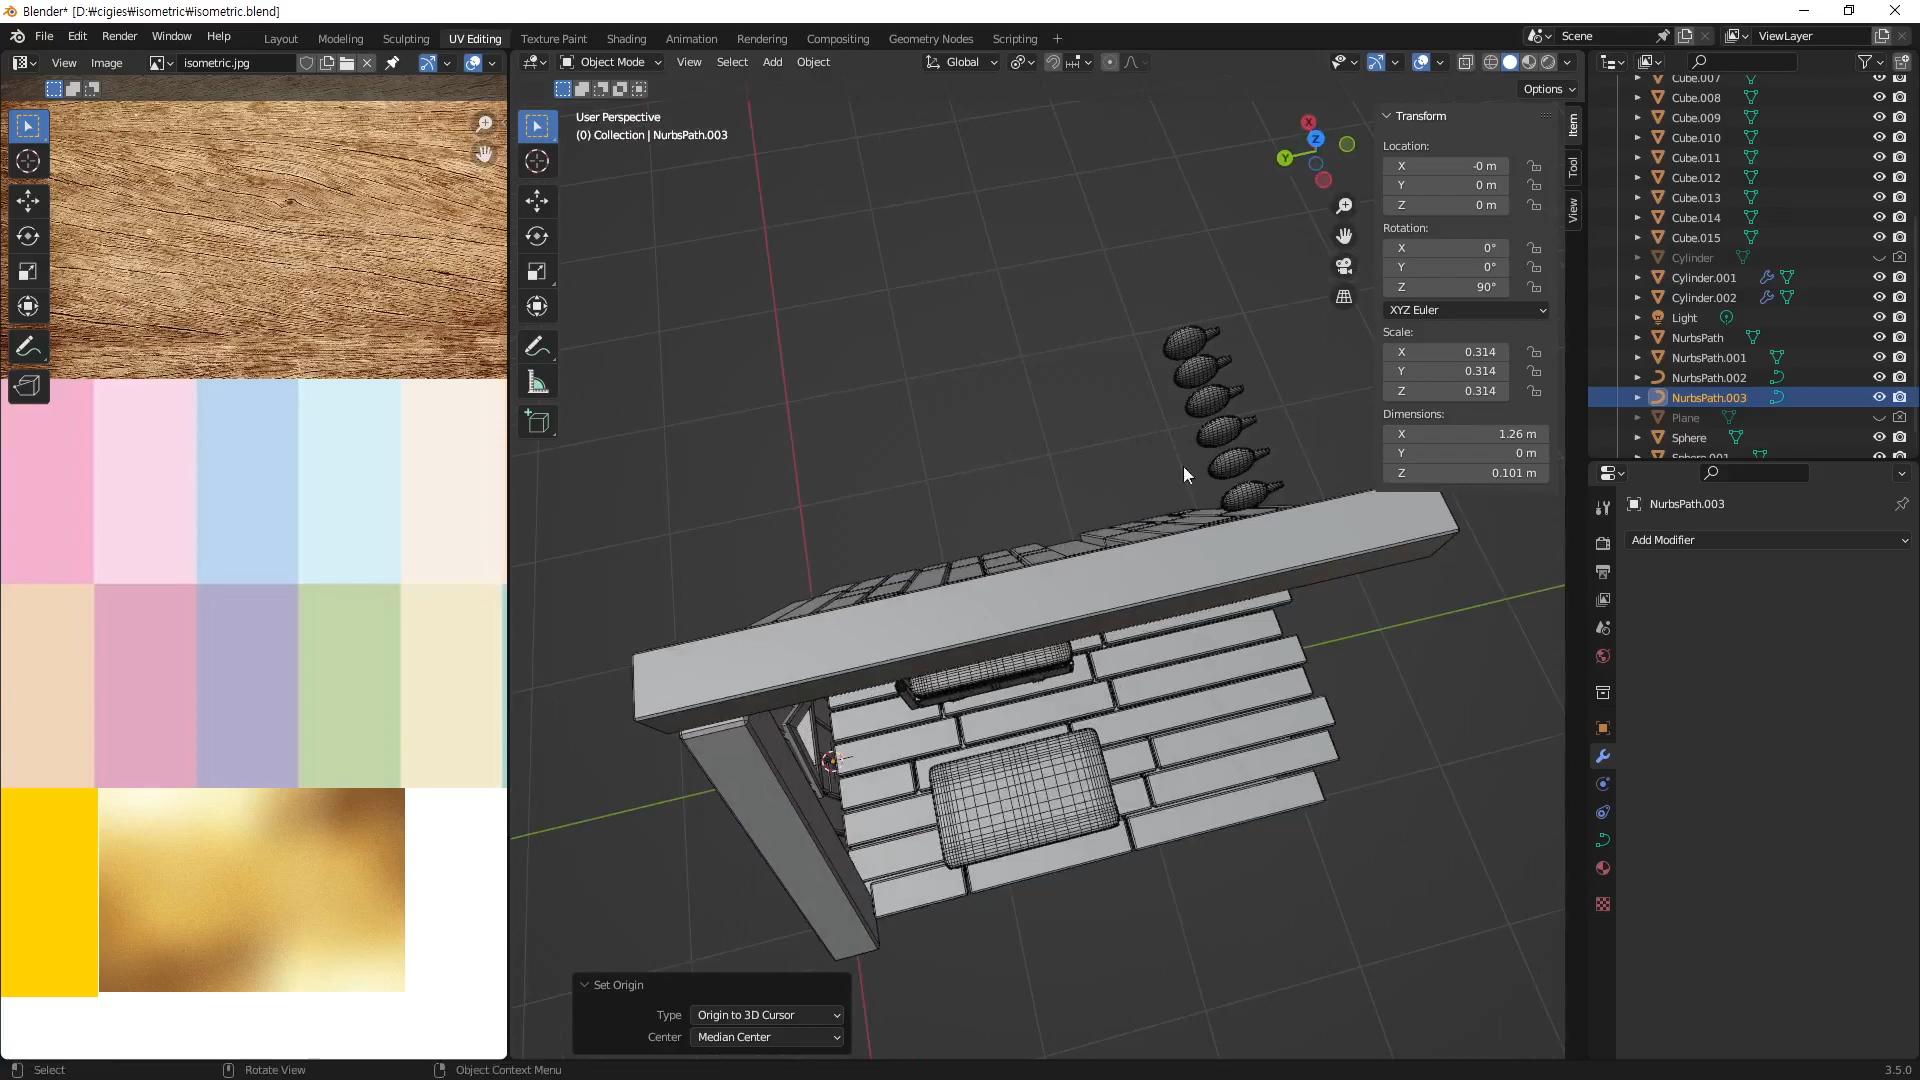 Blender* [D:₩cigies₩isometric₩isometric.blend]
File Edit Render Window Help Layout Modeling Sculpting UV Editing Texture Paint Shading Animation Rendering Compositing Geometry Nodes Scripting + Scene ViewLayer
View Image isometric.jpg Object Mode View Select Add Object Global
Options
User Perspective
(0) Collection | NurbsPath.003
Transform
Location:
X -0 m
Y 0 m
Z 0 m
Rotation:
X 0°
Y 0°
Z 90°
XYZ Euler
Scale:
X 0.314
Y 0.314
Z 0.314
Dimensions:
X 1.26 m
Y 0 m
Z 0.101 m
Item
Tool
View
X
Y
Z
Cube.007
Cube.008
Cube.009
Cube.010
Cube.011
Cube.012
Cube.013
Cube.014
Cube.015
Cylinder
Cylinder.001
Cylinder.002
Light
NurbsPath
NurbsPath.001
NurbsPath.002
NurbsPath.003
Plane
Sphere
Sphere.001
NurbsPath.003
Add Modifier
Set Origin
Type Origin to 3D Cursor
Center Median Center
Select Rotate View Object Context Menu 3.5.0